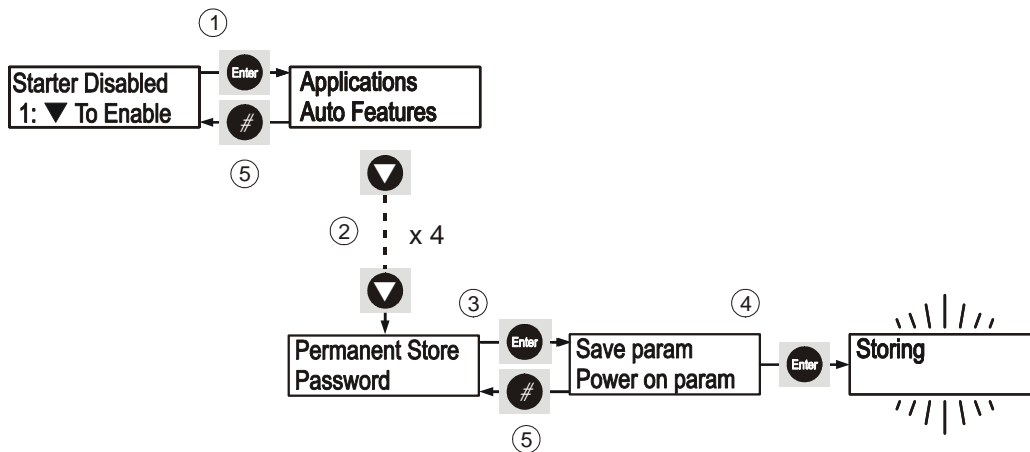 ①
Starter Disabled
1: ▼ To Enable
Enter
#
⑤
Applications
Auto Features
②
x 4
Permanent Store
Password
③
Enter
#
⑤
Save param
Power on param
④
Enter
Storing